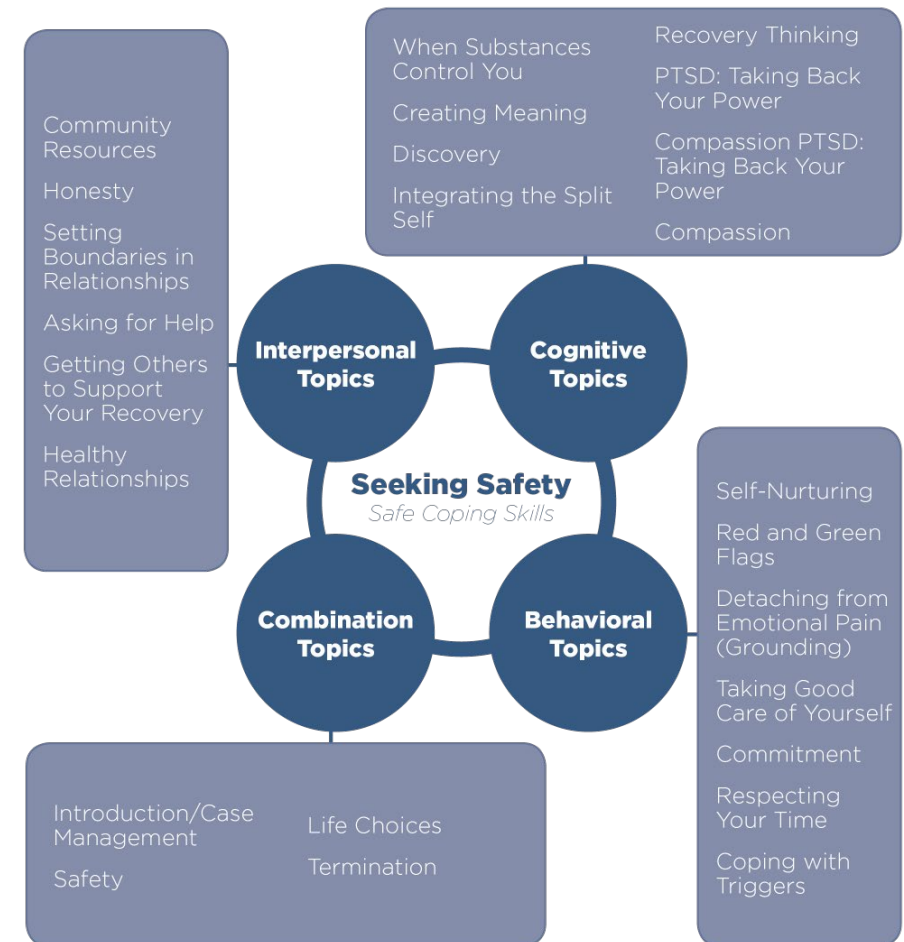 Community
Resources
Honesty
Setting
Boundaries in
Relationships
Asking for Help
Getting Others
to Support
Your Recovery
Healthy
Relationships
When Substances
Control You
Creating Meaning
Discovery
Integrating the Split
Self
Recovery Thinking
PTSD: Taking Back
Your Power
Compassion PTSD:
Taking Back Your
Power
Compassion
Interpersonal
Topics
Cognitive
Topics
Seeking Safety
Safe Coping Skills
Combination
Topics
Behavioral
Topics
Self-Nurturing
Red and Green
Flags
Detaching from
Emotional Pain
(Grounding)
Taking Good
Care of Yourself
Commitment
Respecting
Your Time
Coping with
Triggers
Introduction/Case
Management
Safety
Life Choices
Termination